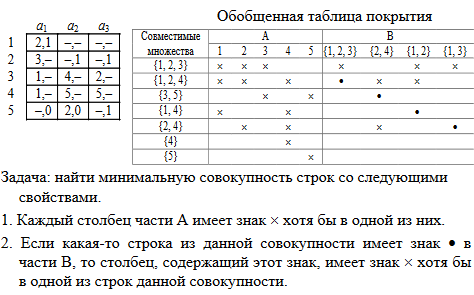 Обобщенная таблица покрытия
a1 a2 a3
1 2,1 –,– –,–
2 3,– –,1 –,1
3 1,– 4,– 2,–
4 1,– 5,– 5,–
5 –,0 2,0 –,1
Совместимые множества A B
1 2 3 4 5 {1, 2, 3} {2, 4} {1, 2} {1, 3}
{1, 2, 3} × × × × × ×
{1, 2, 4} × × × • × ×
{3, 5} × × •
{1, 4} × × •
{2, 4} × × × •
{4} ×
{5} ×
Задача: найти минимальную совокупность строк со следующими
свойствами.
1. Каждый столбец части A имеет знак × хотя бы в одной из них.
2. Если какая-то строка из данной совокупности имеет знак • в
части B, то столбец, содержащий этот знак, имеет знак × хотя бы
в одной из строк данной совокупности.